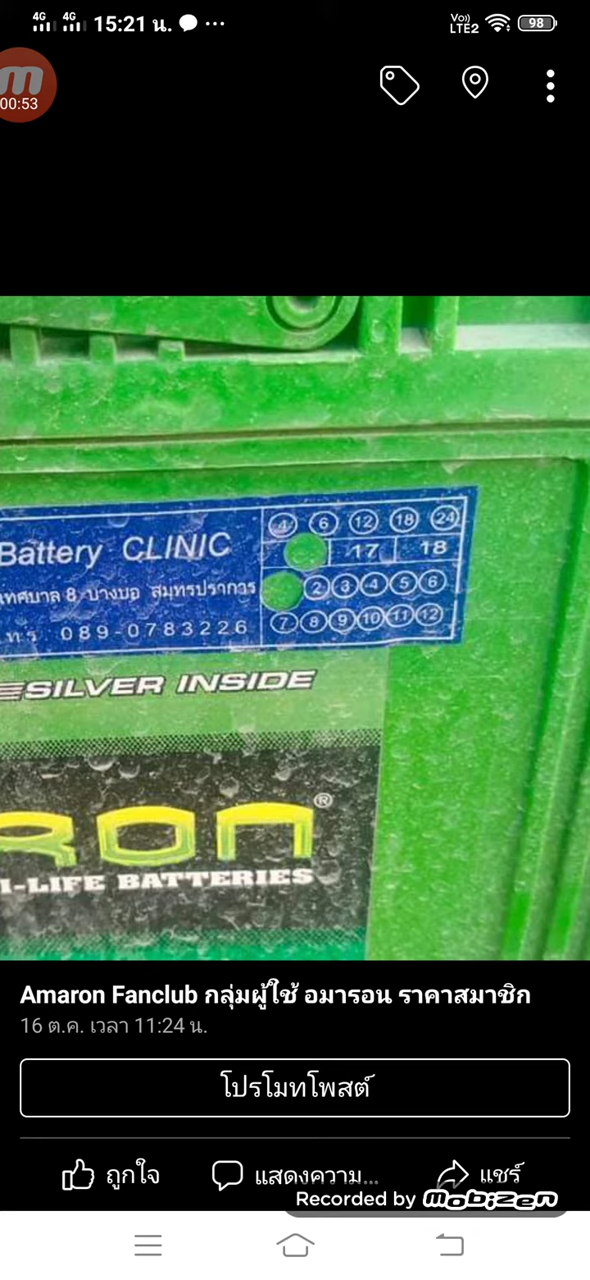 4G 4G 15:21 น. ... Vo)) LTE2 98
00:53
4 6 12 18 24
Battery CLINIC 17 18
เทศบาล 8 บางบ่อ สมุทรปราการ 2 3 4 5 6
โทร 089-0783226 7 8 9 10 11 12
SILVER INSIDE
RON ®
LIFE BATTERIES
Amaron Fanclub กลุ่มผู้ใช้ อมารอน ราคาสมาชิก
16 ต.ค. เวลา 11:24 น.
โปรโมทโพสต์
ถูกใจ แสดงความ... แชร์
Recorded by mobizen